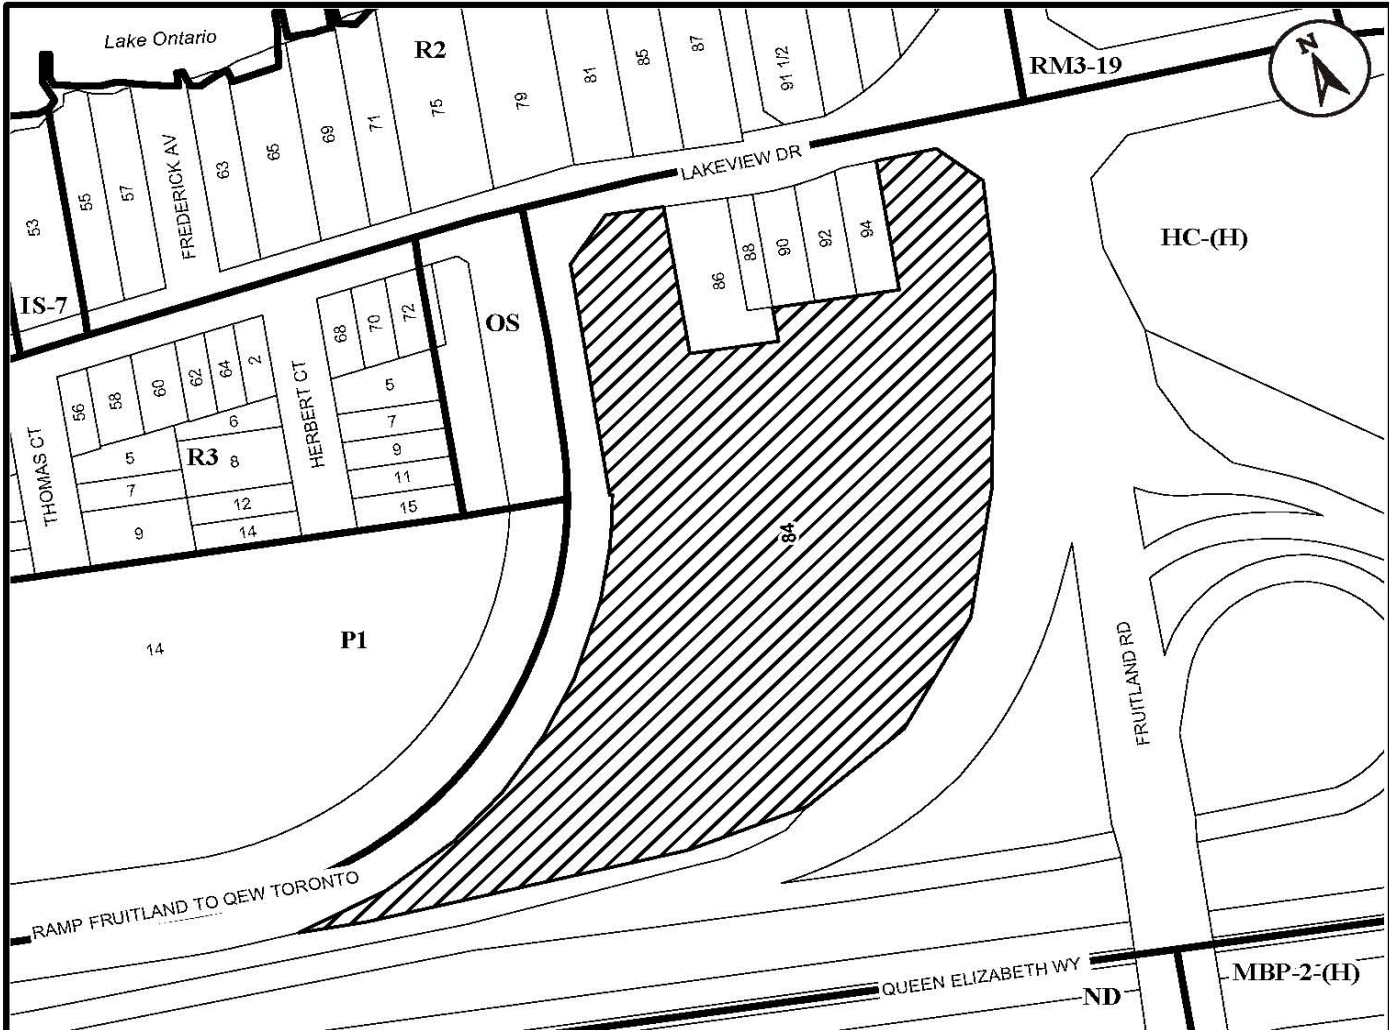 Lake Ontario
R2
RM3-19
N
81
85
87
91 1/2
79
75
71
69
65
63
FREDERICK AV
57
55
53
LAKEVIEW DR
HC-(H)
IS-7
OS
86
88
90
92
94
68
70
72
2
64
62
60
58
56
HERBERT CT
THOMAS CT
5
7
9
11
15
6
8
12
14
R3
5
7
9
84
14
P1
FRUITLAND RD
RAMP FRUITLAND TO QEW TORONTO
QUEEN ELIZABETH WY
MBP-2-(H)
ND